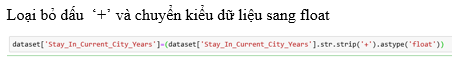 Loại bỏ dấu ‘+’ và chuyển kiểu dữ liệu sang float
dataset['Stay_In_Current_City_Years']=(dataset['Stay_In_Current_City_Years'].str.strip('+').astype('float'))